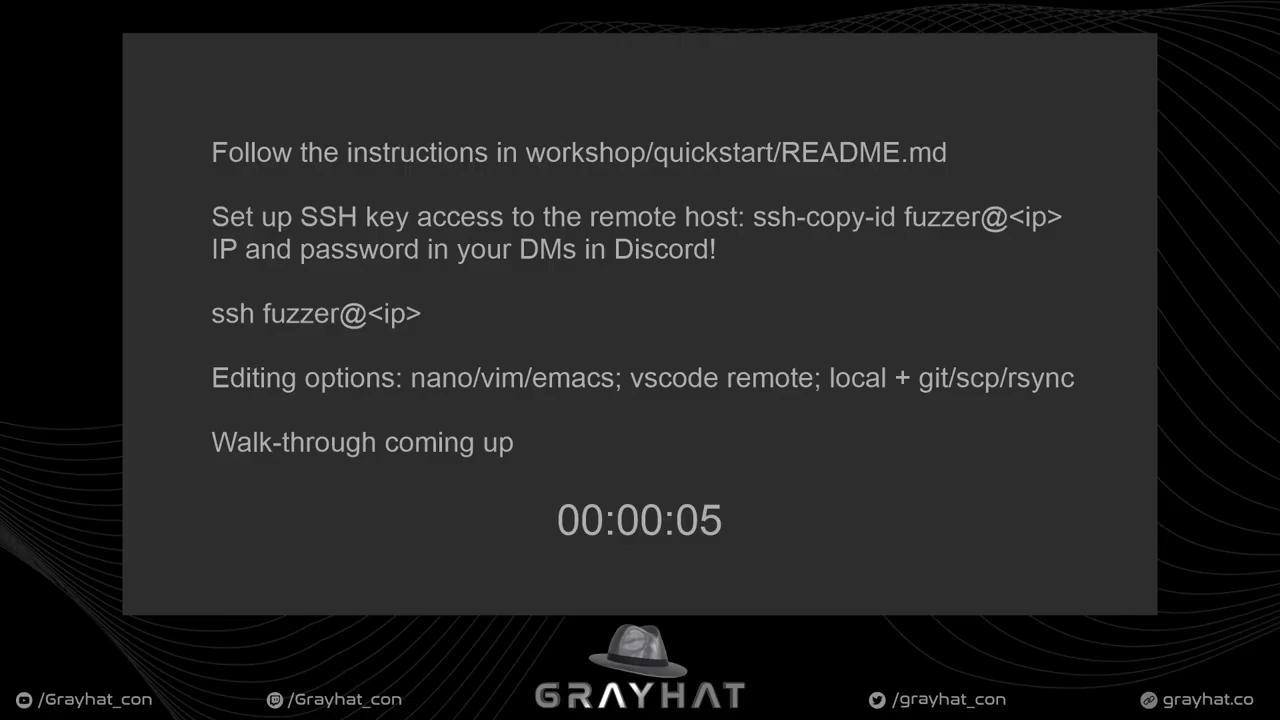 Follow the instructions in workshop/quickstart/README.md
Set up SSH key access to the remote host: ssh-copy-id fuzzer@<ip>
IP and password in your DMs in Discord!
ssh fuzzer@<ip>
Editing options: nano/vim/emacs; vscode remote; local + git/scp/rsync
Walk-through coming up
00:00:05
GRAYHAT
/Grayhat_con
/Grayhat_con
/grayhat_con
grayhat.co